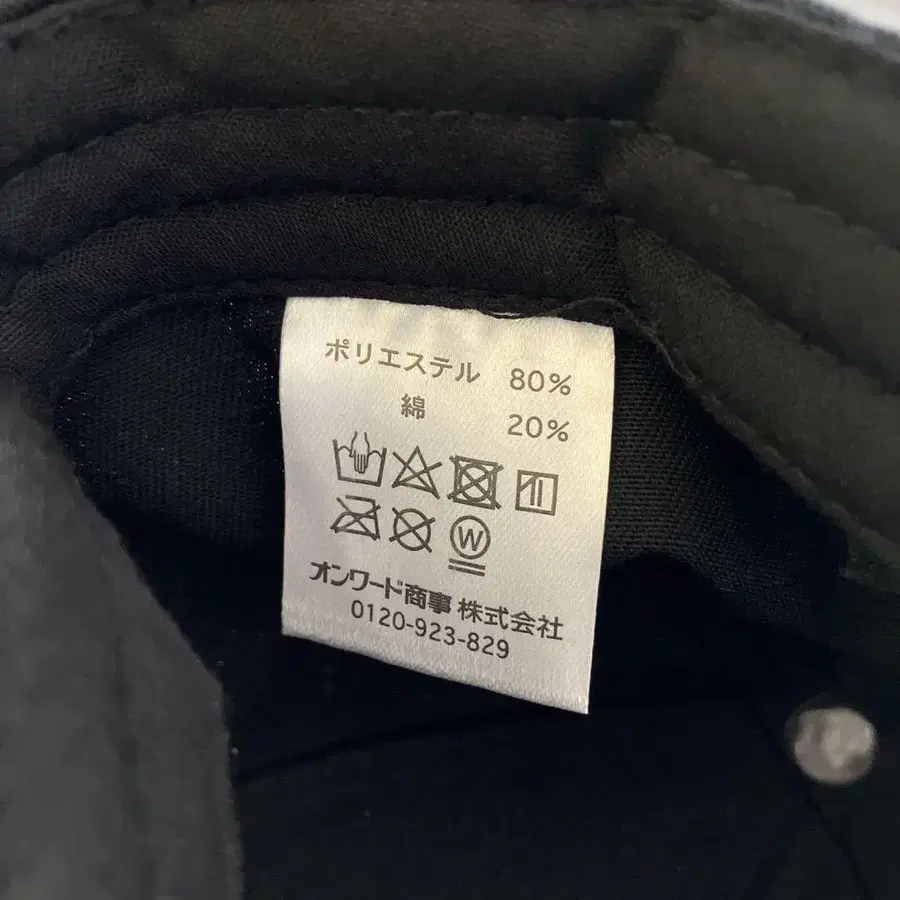 ポリエステル 80%
綿 20%
W
オンワード商事 株式会社
0120-923-829